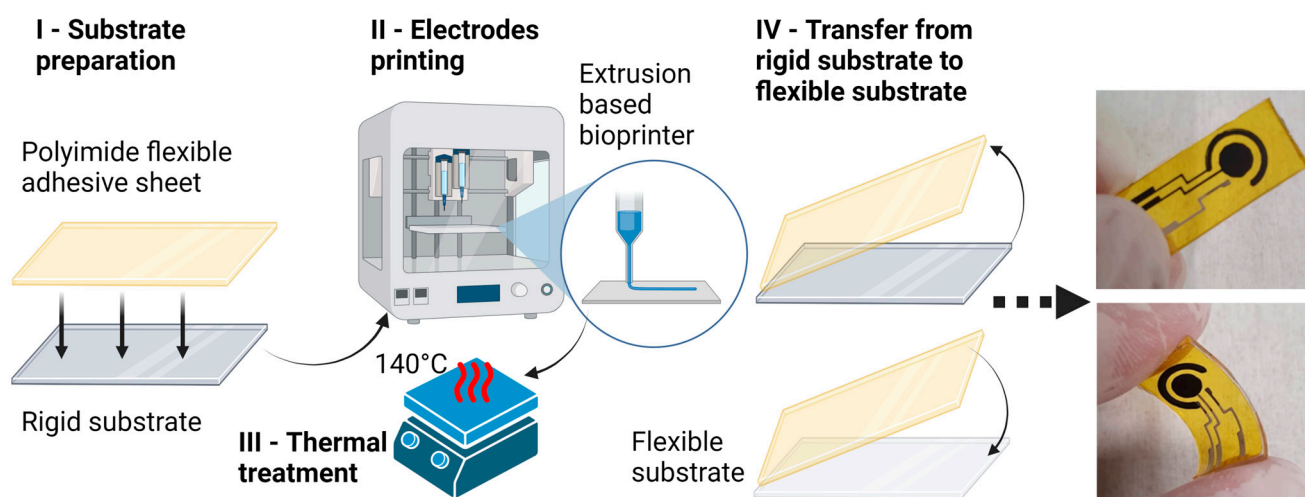 I - Substrate
preparation
II - Electrodes
printing
IV - Transfer from
rigid substrate to
flexible substrate
Extrusion
based
bioprinter
Polyimide flexible
adhesive sheet
140°C
Rigid substrate
III - Thermal
treatment
Flexible
substrate